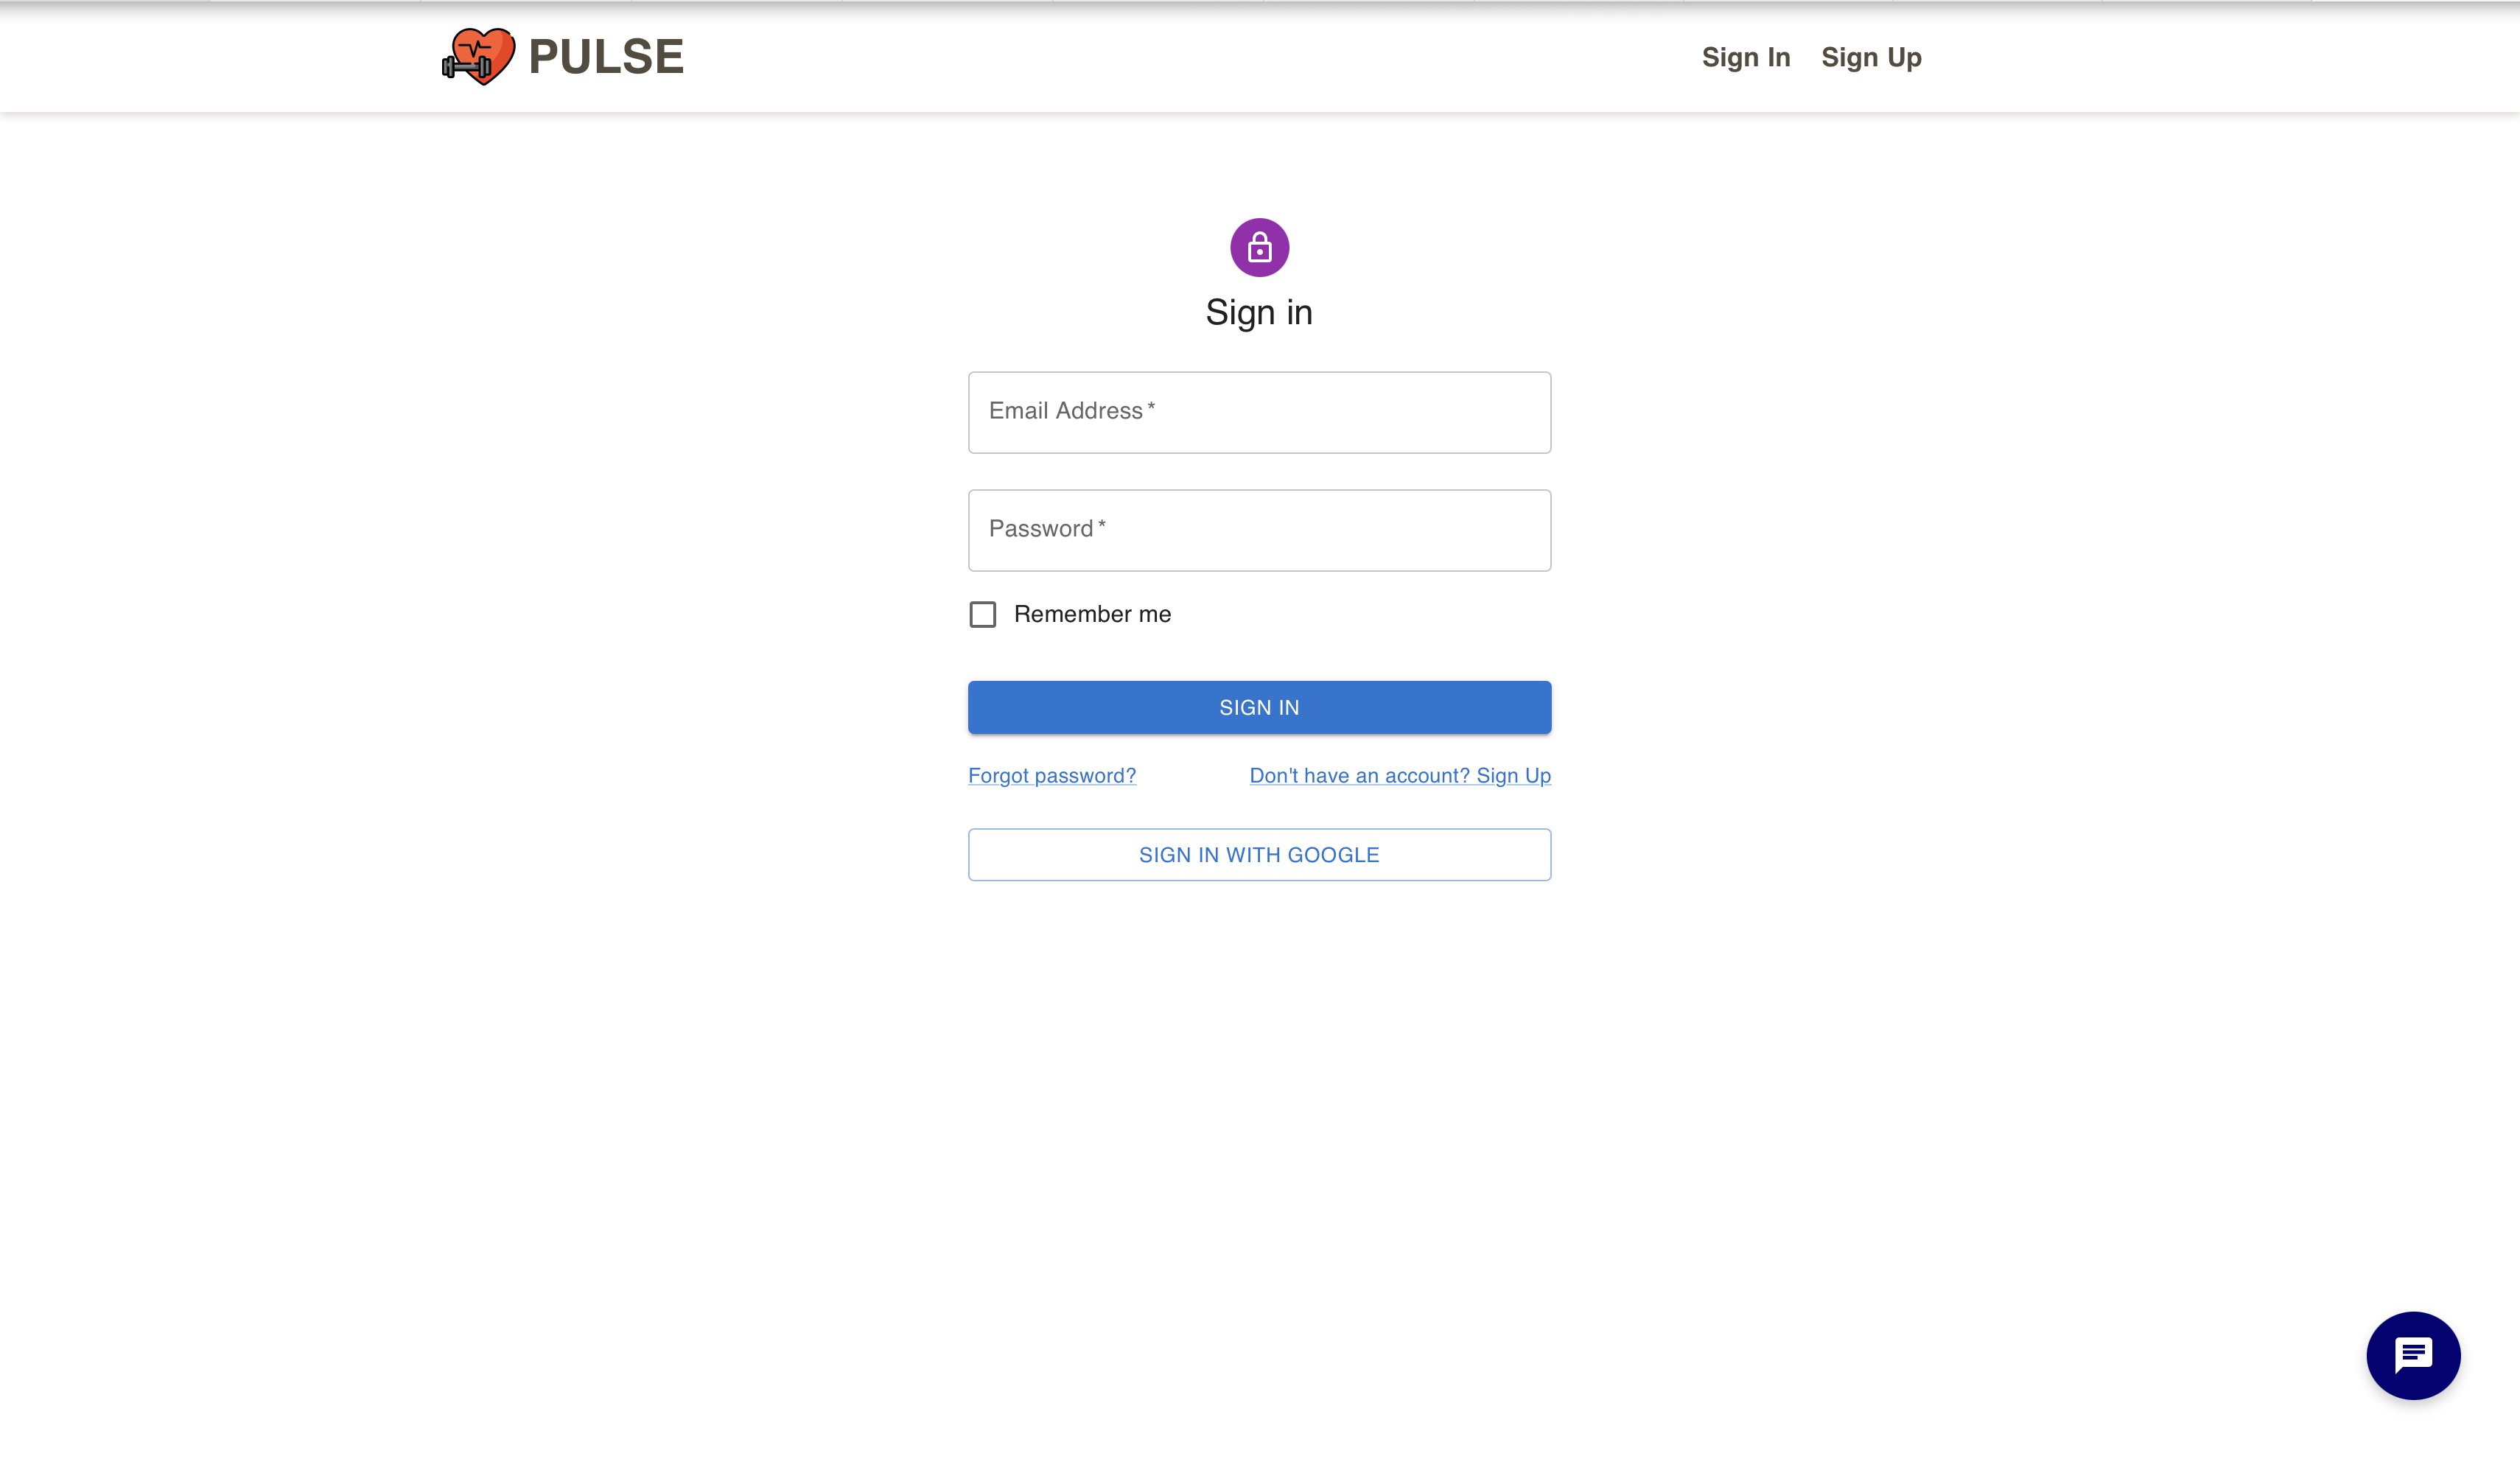 PULSE
Sign In
Sign Up
Sign in
Email Address *
Password *
Remember me
SIGN IN
Forgot password?
Don't have an account? Sign Up
SIGN IN WITH GOOGLE